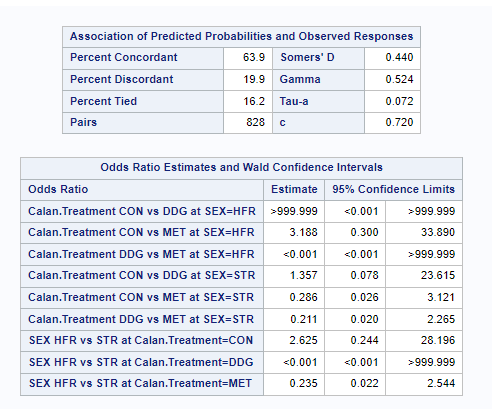 Association of Predicted Probabilities and Observed Responses
Percent Concordant 63.9 Somers' D 0.440
Percent Discordant 19.9 Gamma 0.524
Percent Tied 16.2 Tau-a 0.072
Pairs 828 c 0.720
Odds Ratio Estimates and Wald Confidence Intervals
Odds Ratio Estimate 95% Confidence Limits
Calan.Treatment CON vs DDG at SEX=HFR >999.999 <0.001 >999.999
Calan.Treatment CON vs MET at SEX=HFR 3.188 0.300 33.890
Calan.Treatment DDG vs MET at SEX=HFR <0.001 <0.001 >999.999
Calan.Treatment CON vs DDG at SEX=STR 1.357 0.078 23.615
Calan.Treatment CON vs MET at SEX=STR 0.286 0.026 3.121
Calan.Treatment DDG vs MET at SEX=STR 0.211 0.020 2.265
SEX HFR vs STR at Calan.Treatment=CON 2.625 0.244 28.196
SEX HFR vs STR at Calan.Treatment=DDG <0.001 <0.001 >999.999
SEX HFR vs STR at Calan.Treatment=MET 0.235 0.022 2.544